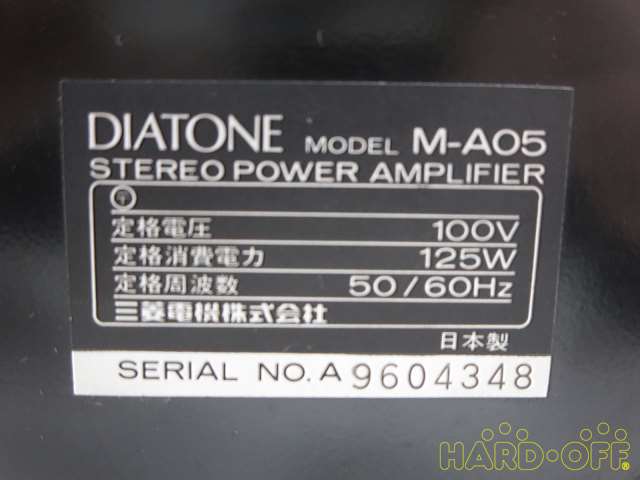 DIATONE MODEL M-A05
STEREO POWER AMPLIFIER
定格電圧 100V
定格消費電力 125W
定格周波数 50/60Hz
三菱電機株式会社
日本製
SERIAL NO. A 9604348
HARD-OFF